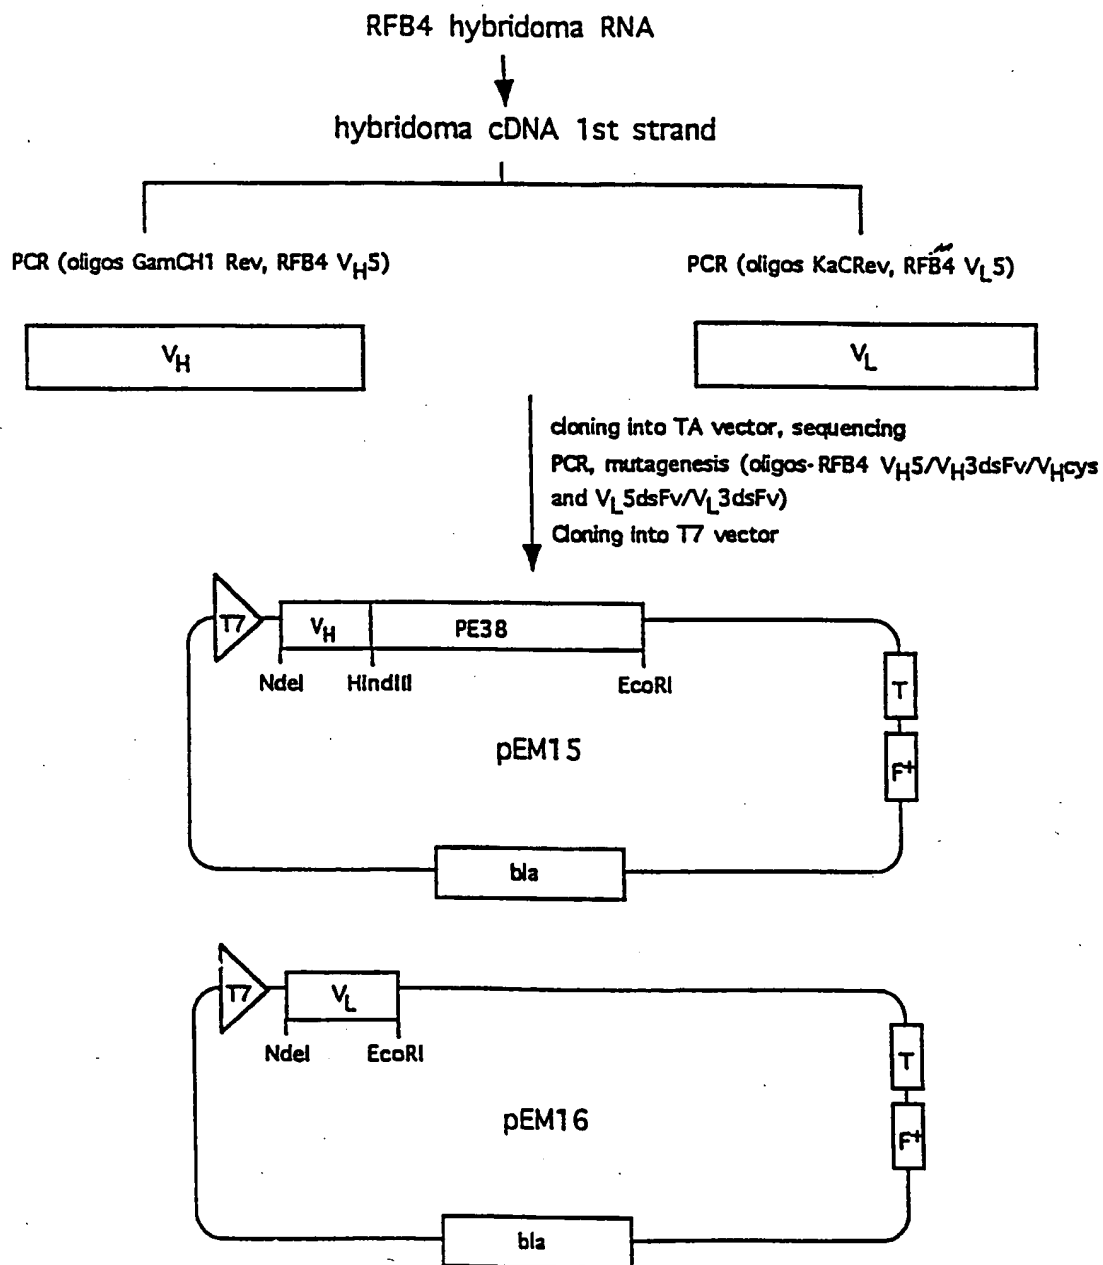 RFB4 hybridoma RNA
hybridoma cDNA 1st strand
PCR (oligos GamCH1 Rev, RFB4 VH5)
PCR (oligos KaCRev, RFB4 VL5)
VH
VL
cloning into TA vector, sequencing
PCR, mutagenesis (oligos-RFB4 VH5/VH3dsFv/VHcys
and VL5dsFv/VL3dsFv)
Cloning into T7 vector
T7
VH
PE38
NdeI
HindIII
EcoRI
T
pEM15
F+
bla
T7
VL
NdeI
EcoRI
T
pEM16
F+
bla